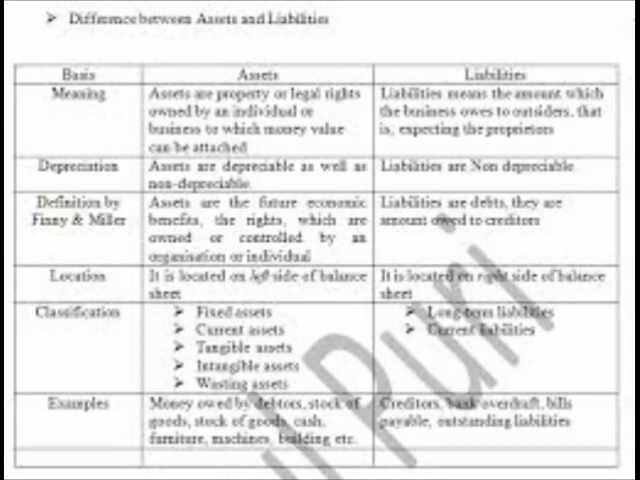 ➢ Difference between Assets and Liabilities
Basis Assets Liabilities
Meaning Assets are property or legal rights owned by an individual or business to which money value can be attached Liabilities means the amount which the business owes to outsiders, that is, expecting the proprietors
Depreciation Assets are depreciable as well as non-depreciable Liabilities are Non depreciable
Definition by Finny & Miller Assets are the future economic benefits, the rights, which are owned or controlled by an organisation or individual Liabilities are debts, they are amount owed to creditors
Location It is located on left side of balance sheet It is located on right side of balance sheet
Classification
➢ Fixed assets
➢ Current assets
➢ Tangible assets
➢ Intangible assets
➢ Wasting assets
➢ Long term liabilities
➢ Current liabilities
Examples Money owed by debtors, stock of goods, stock of goods, cash, furniture, machines, building etc. Creditors, bank overdraft, bills payable, outstanding liabilities
Puri